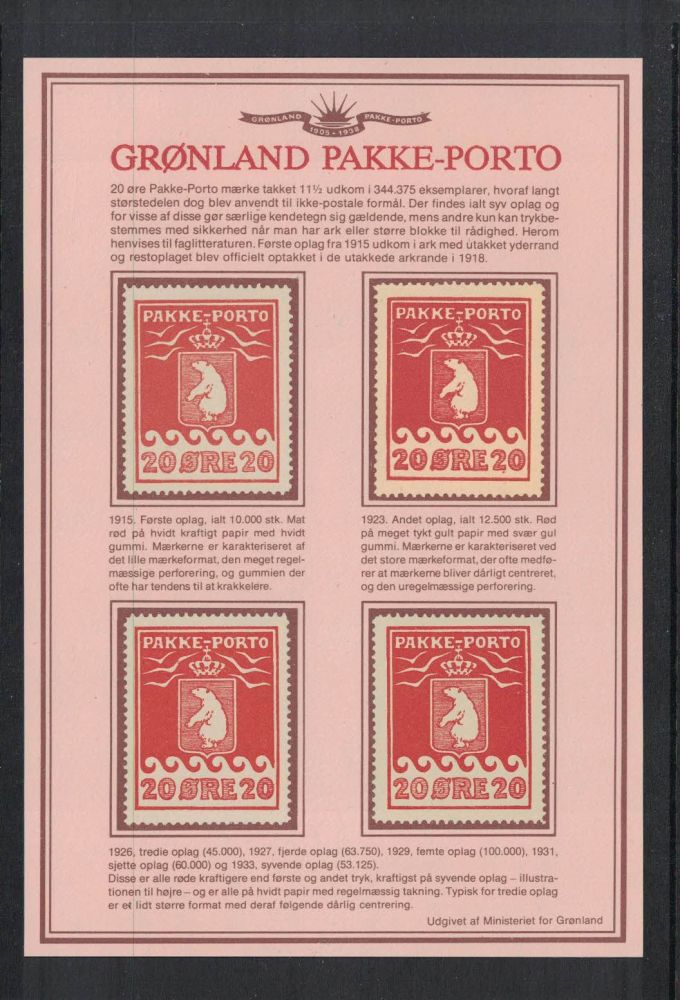 GRØNLAND PAKKE-PORTO
1905-1938
GRØNLAND PAKKE-PORTO
20 øre Pakke-Porto mærke takket 11½ udkom i 344.375 eksemplarer, hvoraf langt
størstedelen dog blev anvendt til ikke-postale formål. Der findes ialt syv oplag og
for visse af disse gør særlige kendetegn sig gældende, mens andre kun kan trykbe-
stemmes med sikkerhed når man har ark eller større blokke til rådighed. Herom
henvises til faglitteraturen. Første oplag fra 1915 udkom i ark med utakket yderrand
og restoplaget blev officielt optakket i de utakkede arkrande i 1918.
PAKKE-PORTO
20 ØRE 20
PAKKE-PORTO
20 ØRE 20
1915. Første oplag, ialt 10.000 stk. Mat
rød på hvidt kraftigt papir med hvidt
gummi. Mærkerne er karakteriseret af
det lille mærkeformat, den meget regel-
mæssige perforering, og gummien der
ofte har tendens til at krakkelére.
1923. Andet oplag, ialt 12.500 stk. Rød
på meget tykt gult papir med svær gul
gummi. Mærkerne er karakteriseret ved
det store mærkeformat, der ofte medfø-
rer at mærkerne bliver dårligt centreret,
og den uregelmæssige perforering.
PAKKE-PORTO
20 ØRE 20
PAKKE-PORTO
20 ØRE 20
1926, tredie oplag (45.000), 1927, fjerde oplag (63.750), 1929, femte oplag (100.000), 1931,
sjette oplag (60.000) og 1933, syvende oplag (53.125).
Disse er alle røde kraftigere end første og andet tryk, kraftigst på syvende oplag – illustra-
tionen til højre – og er alle på hvidt papir med regelmæssig takning. Typisk for tredie oplag
er et lidt større format med deraf følgende dårlig centrering.
Udgivet af Ministeriet for Grønland